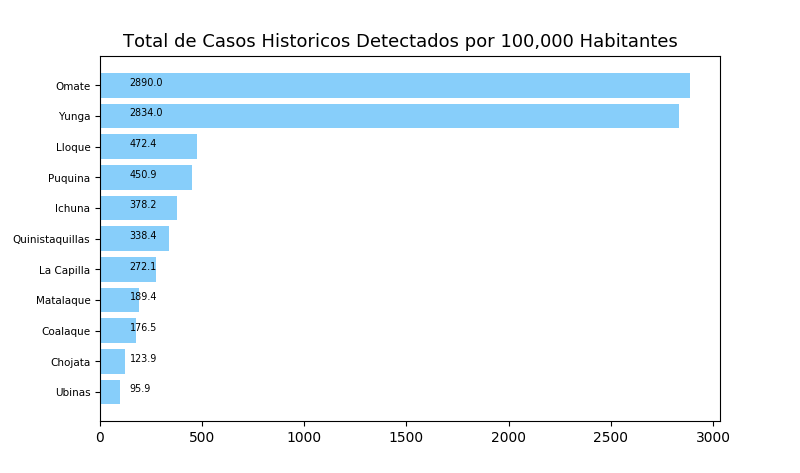 Total de Casos Historicos Detectados por 100,000 Habitantes
Omate 2890.0
Yunga 2834.0
Lloque 472.4
Puquina 450.9
Ichuna 378.2
Quinistaquillas 338.4
La Capilla 272.1
Matalaque 189.4
Coalaque 176.5
Chojata 123.9
Ubinas 95.9
0 500 1000 1500 2000 2500 3000